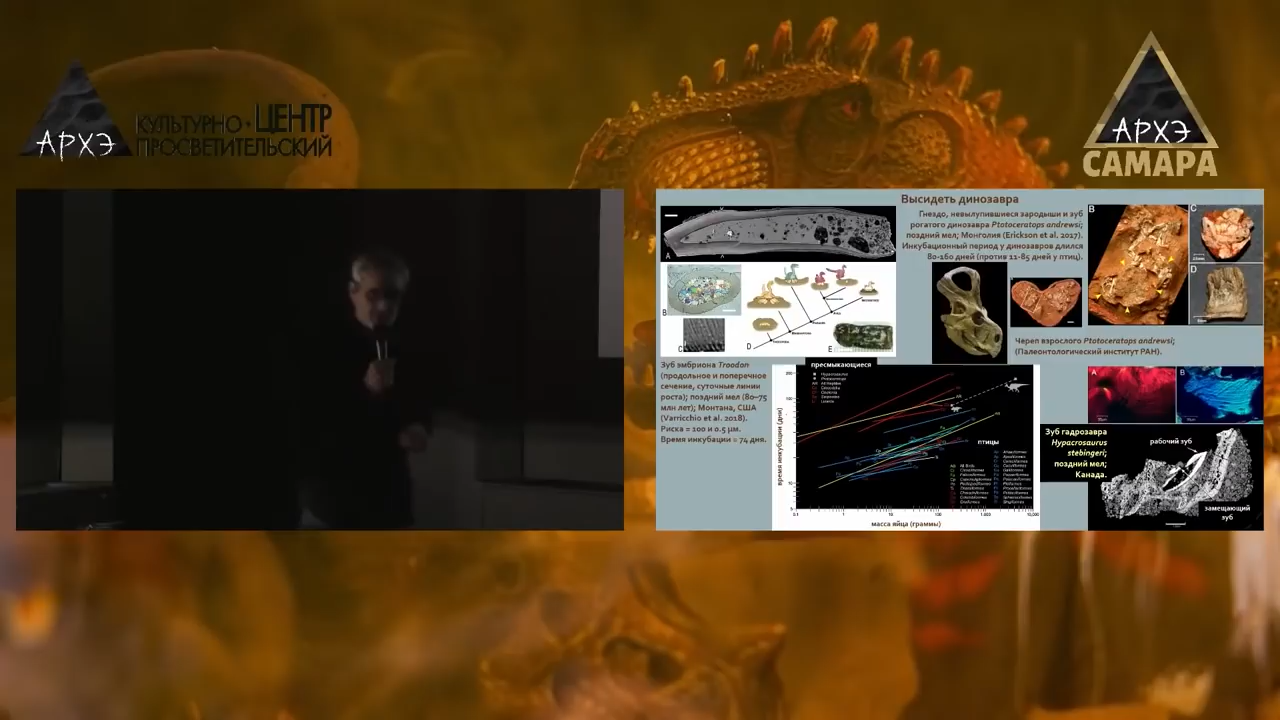 АРХЭ
КУЛЬТУРНО·ЦЕНТР
ПРОСВЕТИТЕЛЬСКИЙ
АРХЭ
САМАРА
Высидеть динозавра
Гнездо, невылупившиеся зародыши и зуб
рогатого динозавра Ptotoceratops andrewsi;
поздний мел; Монголия (Erickson et al. 2017).
Инкубационный период у динозавров длился
80-160 дней (против 11-85 дней у птиц).
A
B
C
D
E
B
C
D
Череп взрослого Ptotoceratops andrewsi;
(Палеонтологический институт РАН).
Зуб эмбриона Troodon
(продольное и поперечное
сечение, суточные линии
роста); поздний мел (80–75
млн лет); Монтана, США
(Varricchio et al. 2018).
Риска = 100 и 0.5 μм.
Время инкубации = 74 дня.
пресмыкающиеся
птицы
время инкубации (дни)
масса яйца (граммы)
A
B
Зуб гадрозавра
Hypacrosaurus
stebingeri;
поздний мел;
Канада.
рабочий зуб
замещающий
зуб